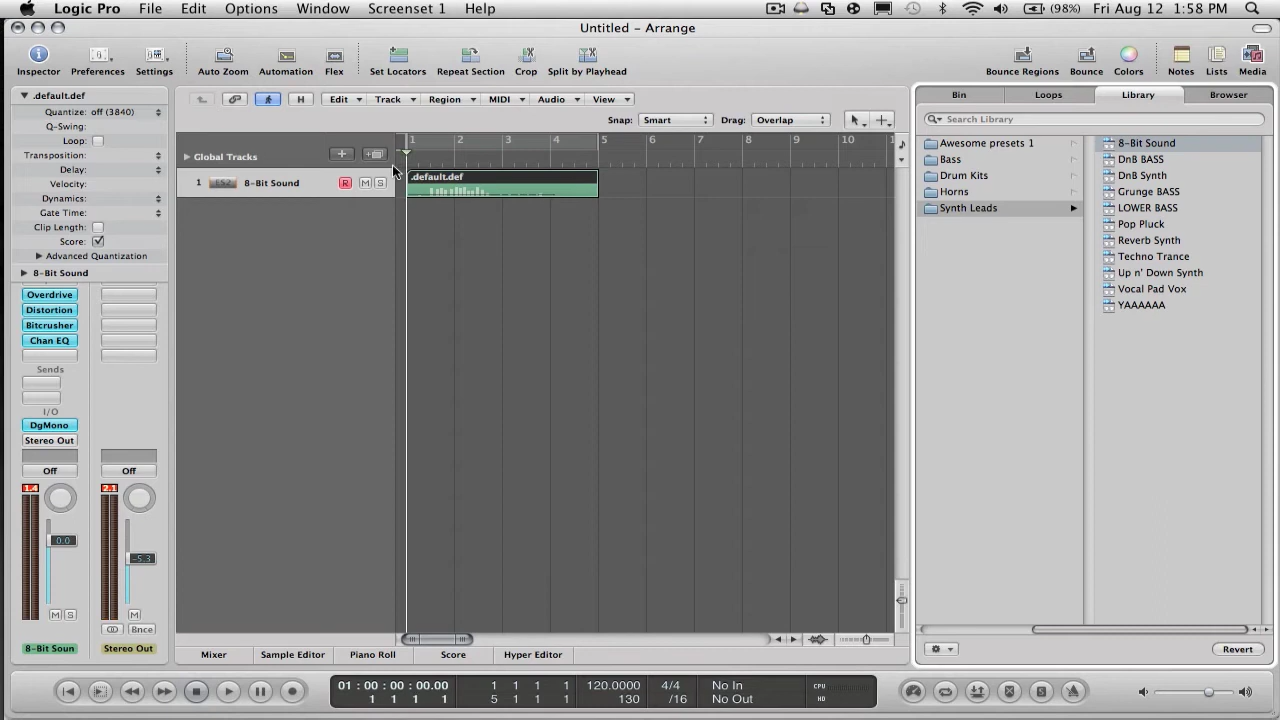 Logic Pro File Edit Options Window Screenset 1 Help (98%) Fri Aug 12 1:58 PM
Untitled - Arrange
Inspector Preferences Settings Auto Zoom Automation Flex Set Locators Repeat Section Crop Split by Playhead Bounce Regions Bounce Colors Notes Lists Media
.default.def
Quantize: off (3840)
Q-Swing:
Loop:
Transposition:
Delay:
Velocity:
Dynamics:
Gate Time:
Clip Length:
Score:
Advanced Quantization
8-Bit Sound
Overdrive
Distortion
Bitcrusher
Chan EQ
Sends
I/O
DgMono
Stereo Out
Off Off
1.4 2.1
0.0
-5.3
M S M
Bnce
8-Bit Soun Stereo Out
H Edit Track Region MIDI Audio View
Snap: Smart Drag: Overlap
1 2 3 4 5 6 7 8 9 10
Global Tracks
1 ES2 8-Bit Sound R M S
.default.def
Bin Loops Library Browser
Search Library
Awesome presets 1
Bass
Drum Kits
Horns
Synth Leads
8-Bit Sound
DnB BASS
DnB Synth
Grunge BASS
LOWER BASS
Pop Pluck
Reverb Synth
Techno Trance
Up n' Down Synth
Vocal Pad Vox
YAAAAAA
Revert
Mixer Sample Editor Piano Roll Score Hyper Editor
01 : 00 : 00 : 00.00 1 1 1 1 120.0000 4/4 No In CPU
1 1 1 1 5 1 1 1 130 /16 No Out HD